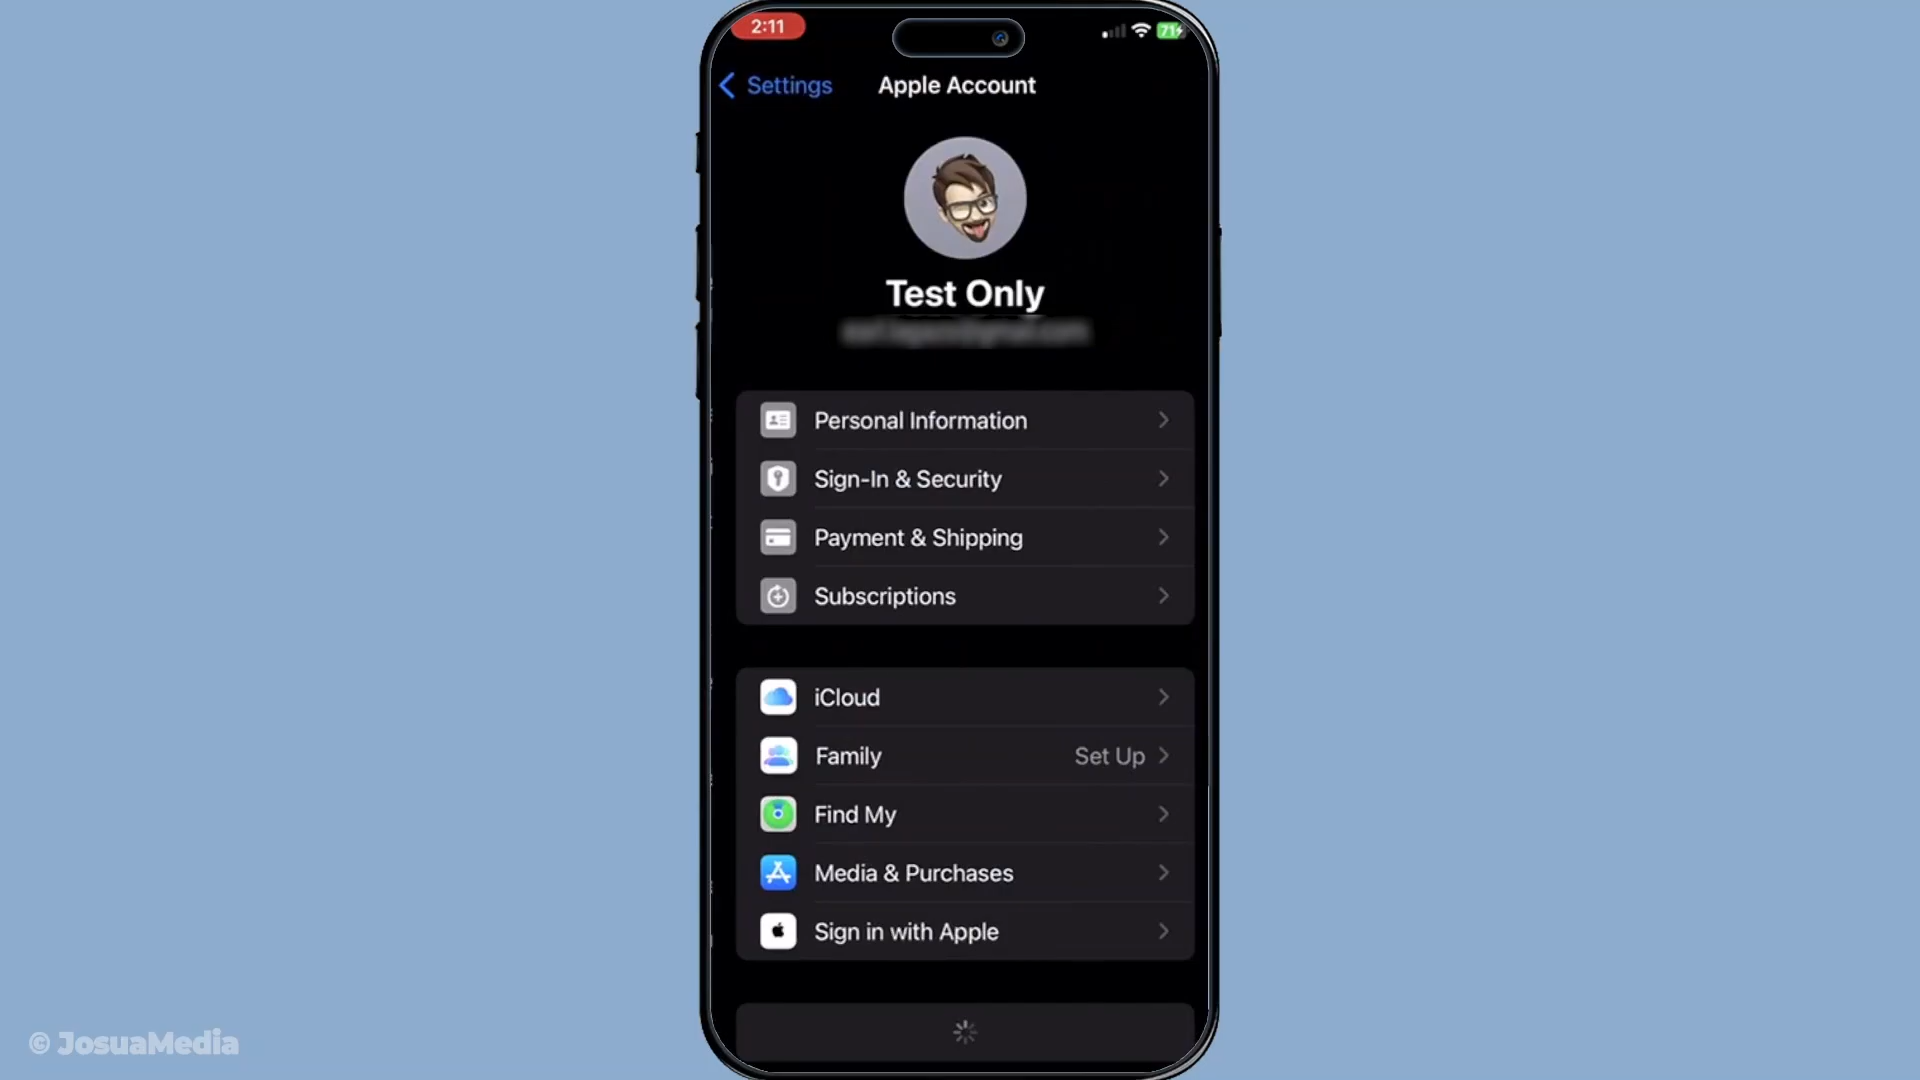 2:11
71
Settings
Apple Account
Test Only
Personal Information
Sign-In & Security
Payment & Shipping
Subscriptions
iCloud
Family
Set Up
Find My
Media & Purchases
Sign in with Apple
© JosuaMedia